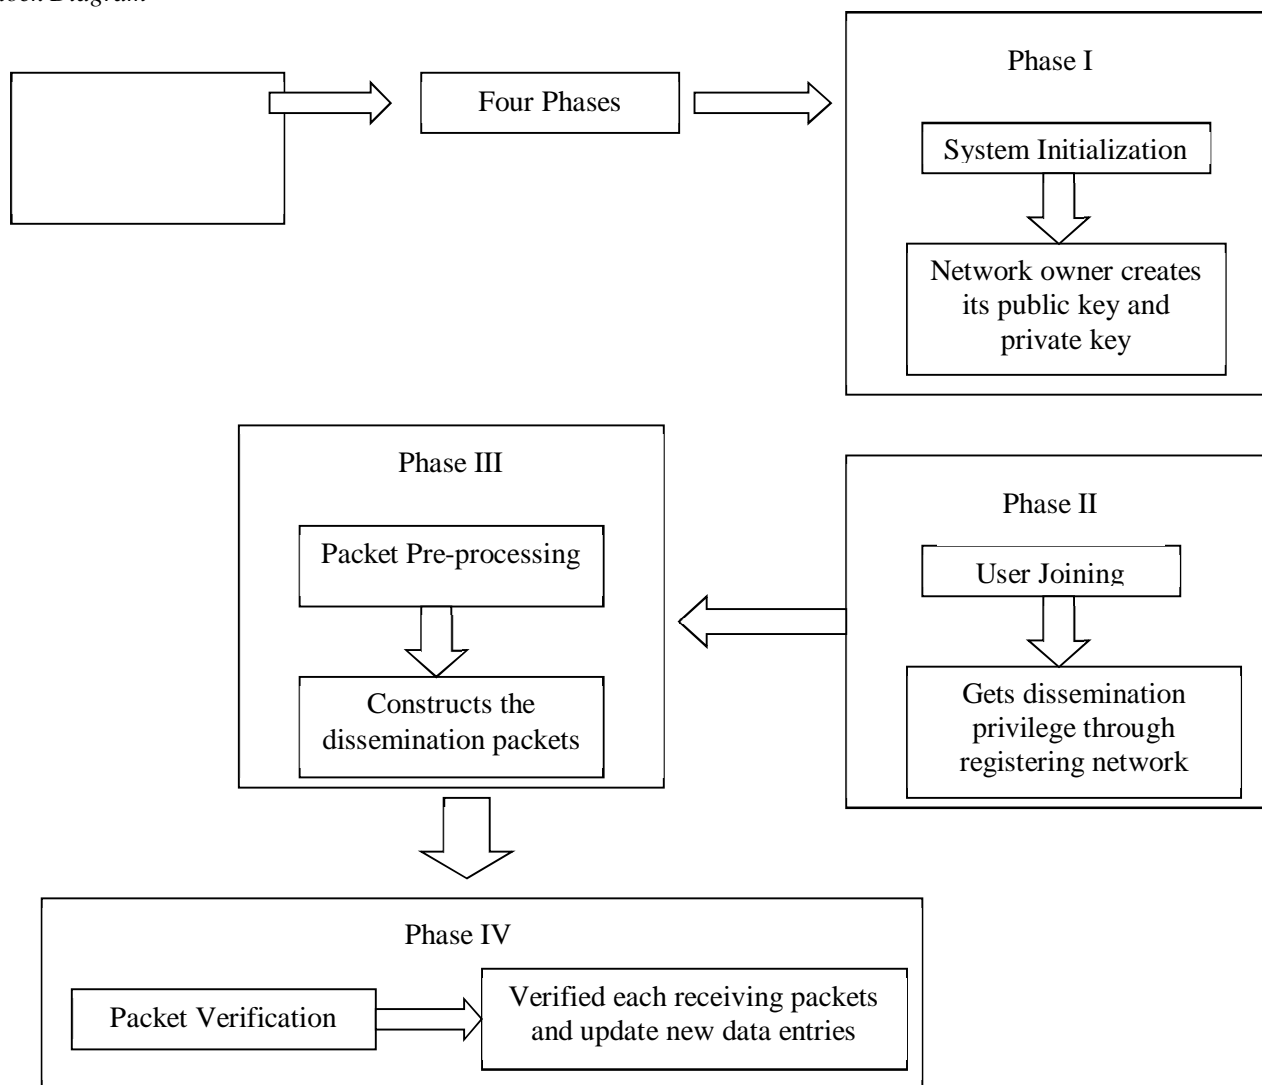 Diagram
Four Phases
Phase I
System Initialization
Network owner creates
its public key and
private key
Phase III
Packet Pre-processing
Constructs the
dissemination packets
Phase II
User Joining
Gets dissemination
privilege through
registering network
Phase IV
Packet Verification
Verified each receiving packets
and update new data entries